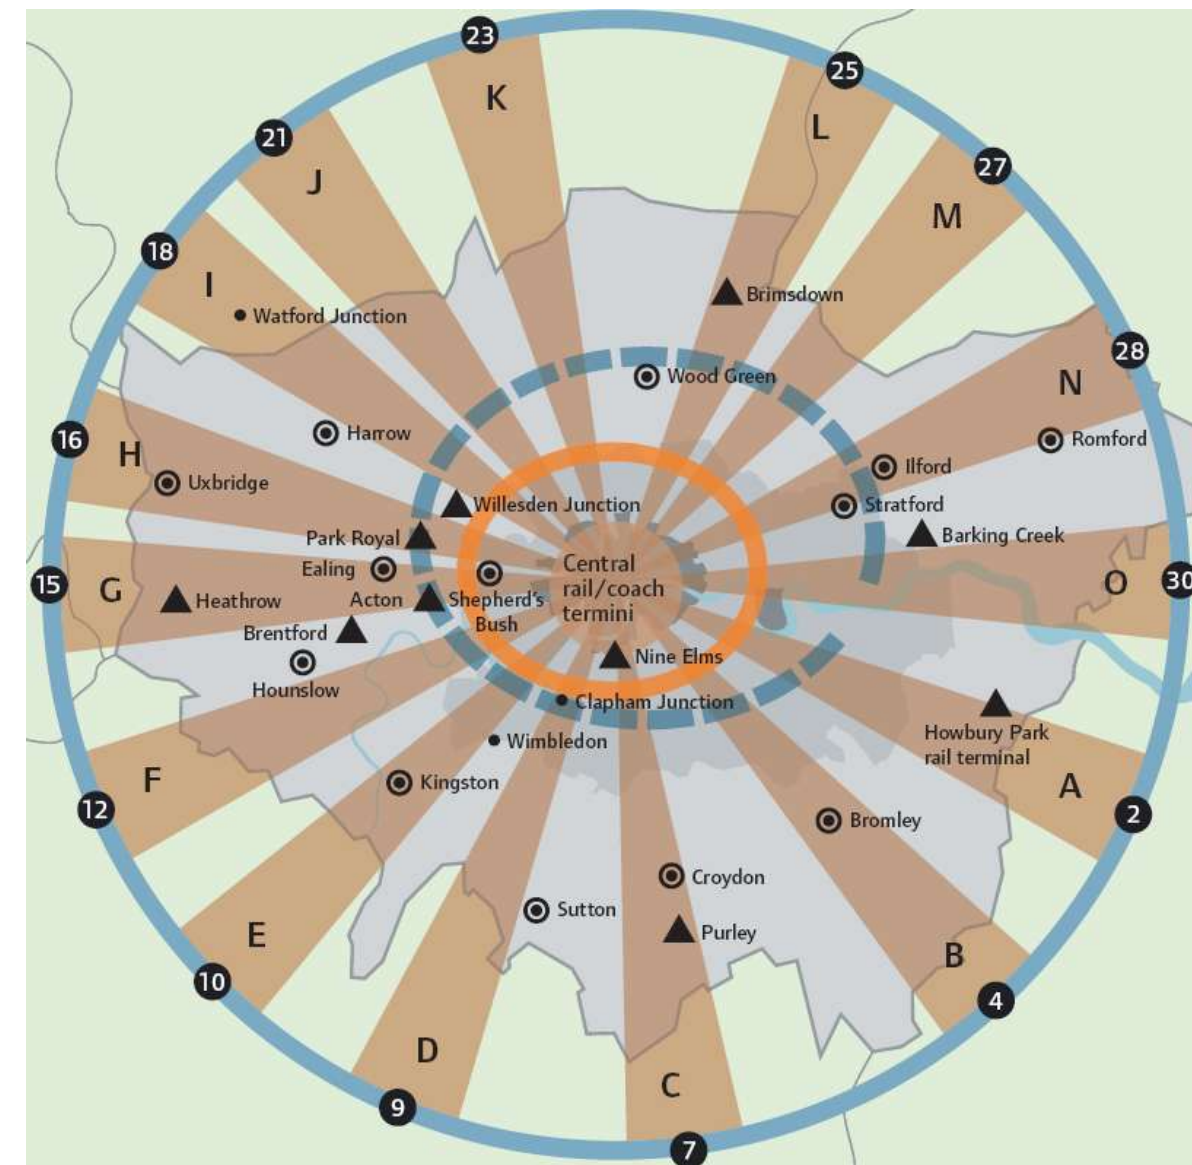 23
K
25
L
21
J
27
M
18
I
Watford Junction
Brimsdown
28
N
Wood Green
16
H
Harrow
Romford
Uxbridge
Ilford
Willesden Junction
Stratford
Park Royal
Barking Creek
Ealing
Central
rail/coach
termini
15
G
Heathrow
Acton
Shepherd's
Bush
O
30
Brentford
Nine Elms
Hounslow
Clapham Junction
Howbury Park
rail terminal
Wimbledon
F
12
Kingston
A
2
Bromley
Croydon
Sutton
Purley
E
10
B
4
D
9
C
7